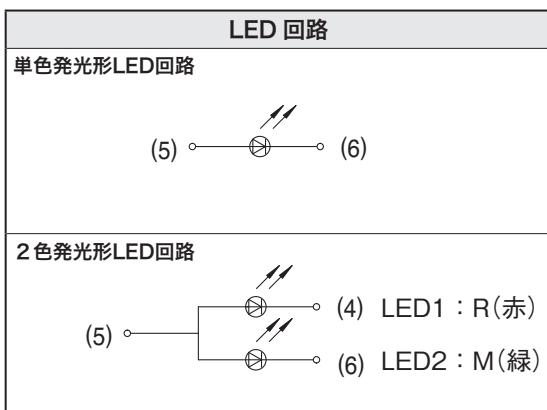 LED 回路
単色発光形LED回路
(5) (6)
２色発光形LED回路
(4) LED1：R（赤）
(5)
(6) LED2：M（緑）